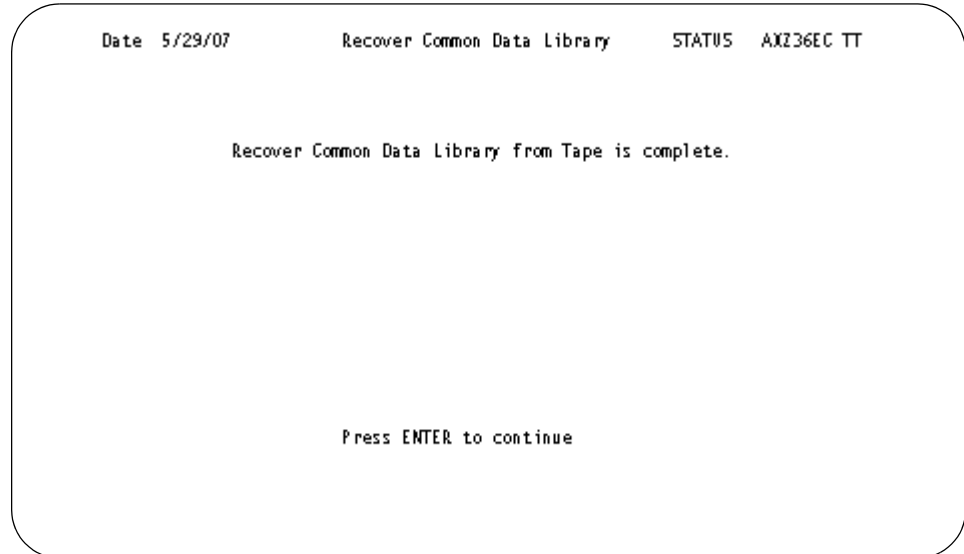 Date 5/29/07 Recover Common Data Library STATUS AXZ36EC TT
Recover Common Data Library from Tape is complete.
Press ENTER to continue